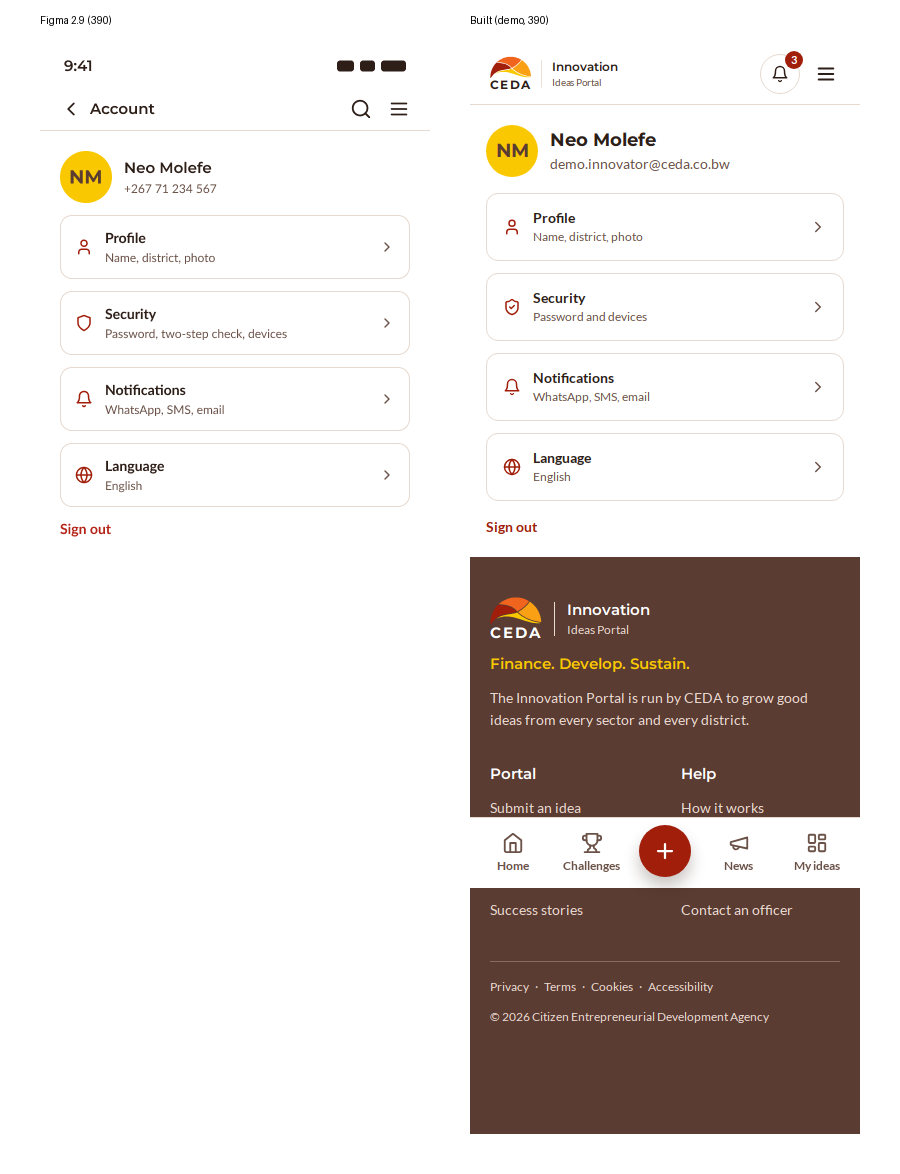 Figma 2.9 (390)
9:41
Account
NM
Neo Molefe
+267 71 234 567
Profile
Name, district, photo
Security
Password, two-step check, devices
Notifications
WhatsApp, SMS, email
Language
English
Sign out
Built (demo, 390)
CEDA
Innovation
Ideas Portal
3
NM
Neo Molefe
demo.innovator@ceda.co.bw
Profile
Name, district, photo
Security
Password and devices
Notifications
WhatsApp, SMS, email
Language
English
Sign out
CEDA
Innovation
Ideas Portal
Finance. Develop. Sustain.
The Innovation Portal is run by CEDA to grow good
ideas from every sector and every district.
Portal Help
Submit an idea How it works
Home Challenges News My ideas
Success stories Contact an officer
Privacy · Terms · Cookies · Accessibility
© 2026 Citizen Entrepreneurial Development Agency